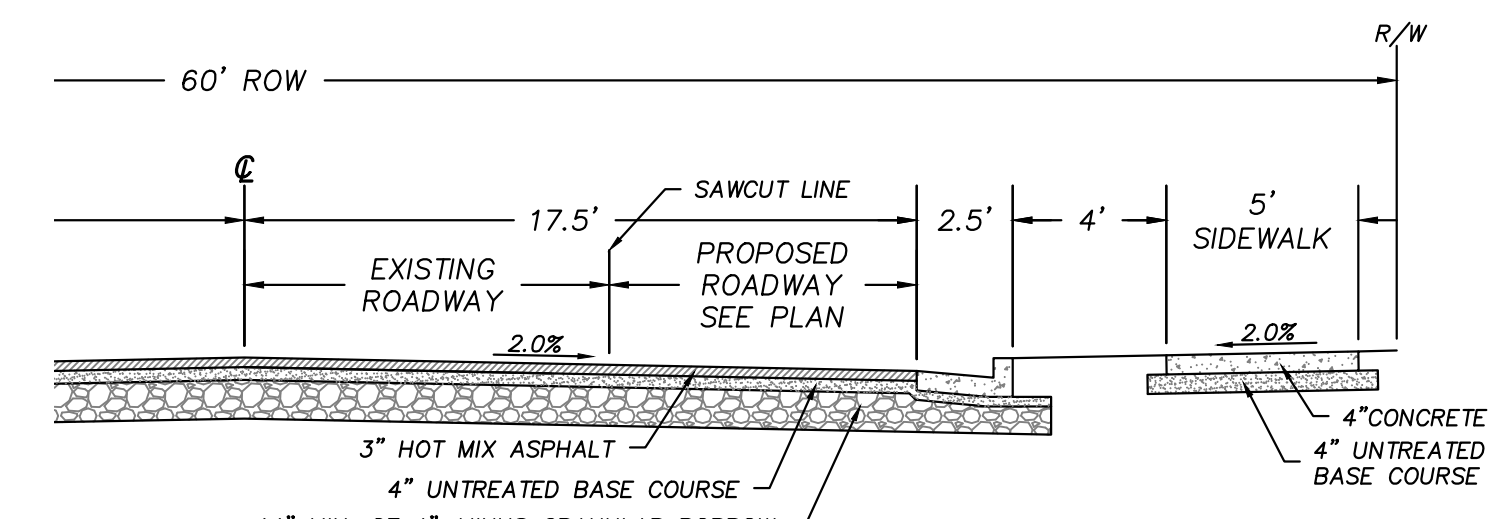 R/W
60' ROW
℄
SAWCUT LINE
17.5'
2.5'
4'
5'
SIDEWALK
EXISTING
ROADWAY
PROPOSED
ROADWAY
SEE PLAN
2.0%
2.0%
3" HOT MIX ASPHALT
4" UNTREATED BASE COURSE
4"CONCRETE
4" UNTREATED
BASE COURSE